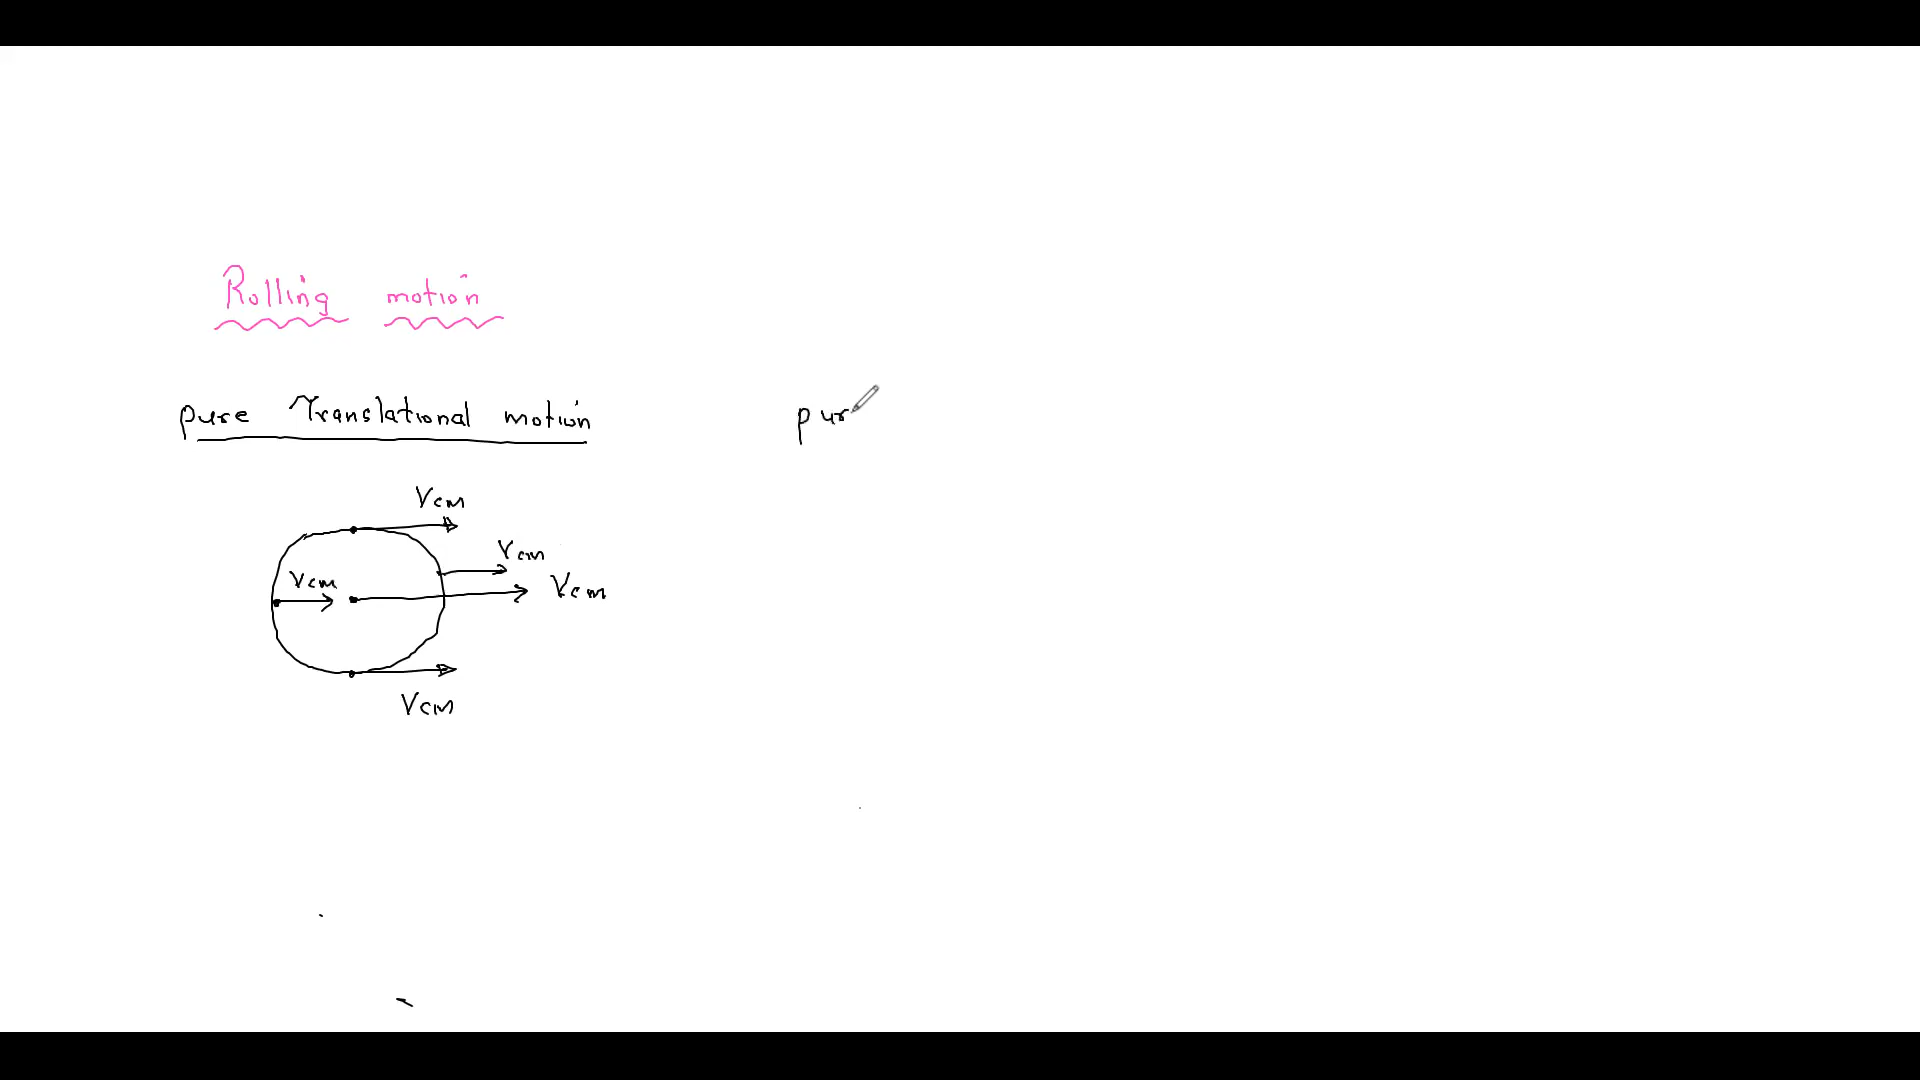 Rolling motion
pure Translational motion
pur
Vcm
Vcm
Vcm
Vcm
Vcm